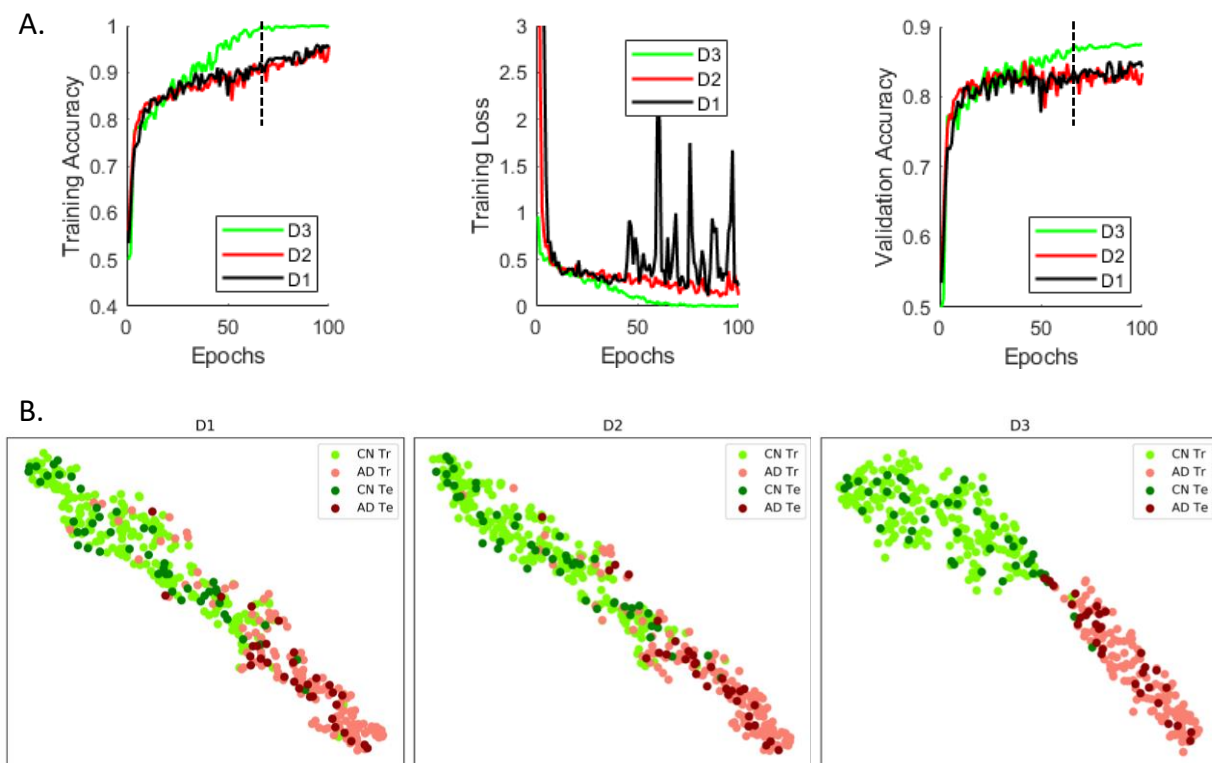 A.
1
0.9
0.8
0.7
0.6
0.5
0.4
Training Accuracy
D3
D2
D1
0
50
100
Epochs
3
2.5
2
1.5
1
0.5
0
Training Loss
D3
D2
D1
0
50
100
Epochs
0.9
0.8
0.7
0.6
0.5
Validation Accuracy
D3
D2
D1
0
50
100
Epochs
B.
D1
CN Tr
AD Tr
CN Te
AD Te
D2
CN Tr
AD Tr
CN Te
AD Te
D3
CN Tr
AD Tr
CN Te
AD Te